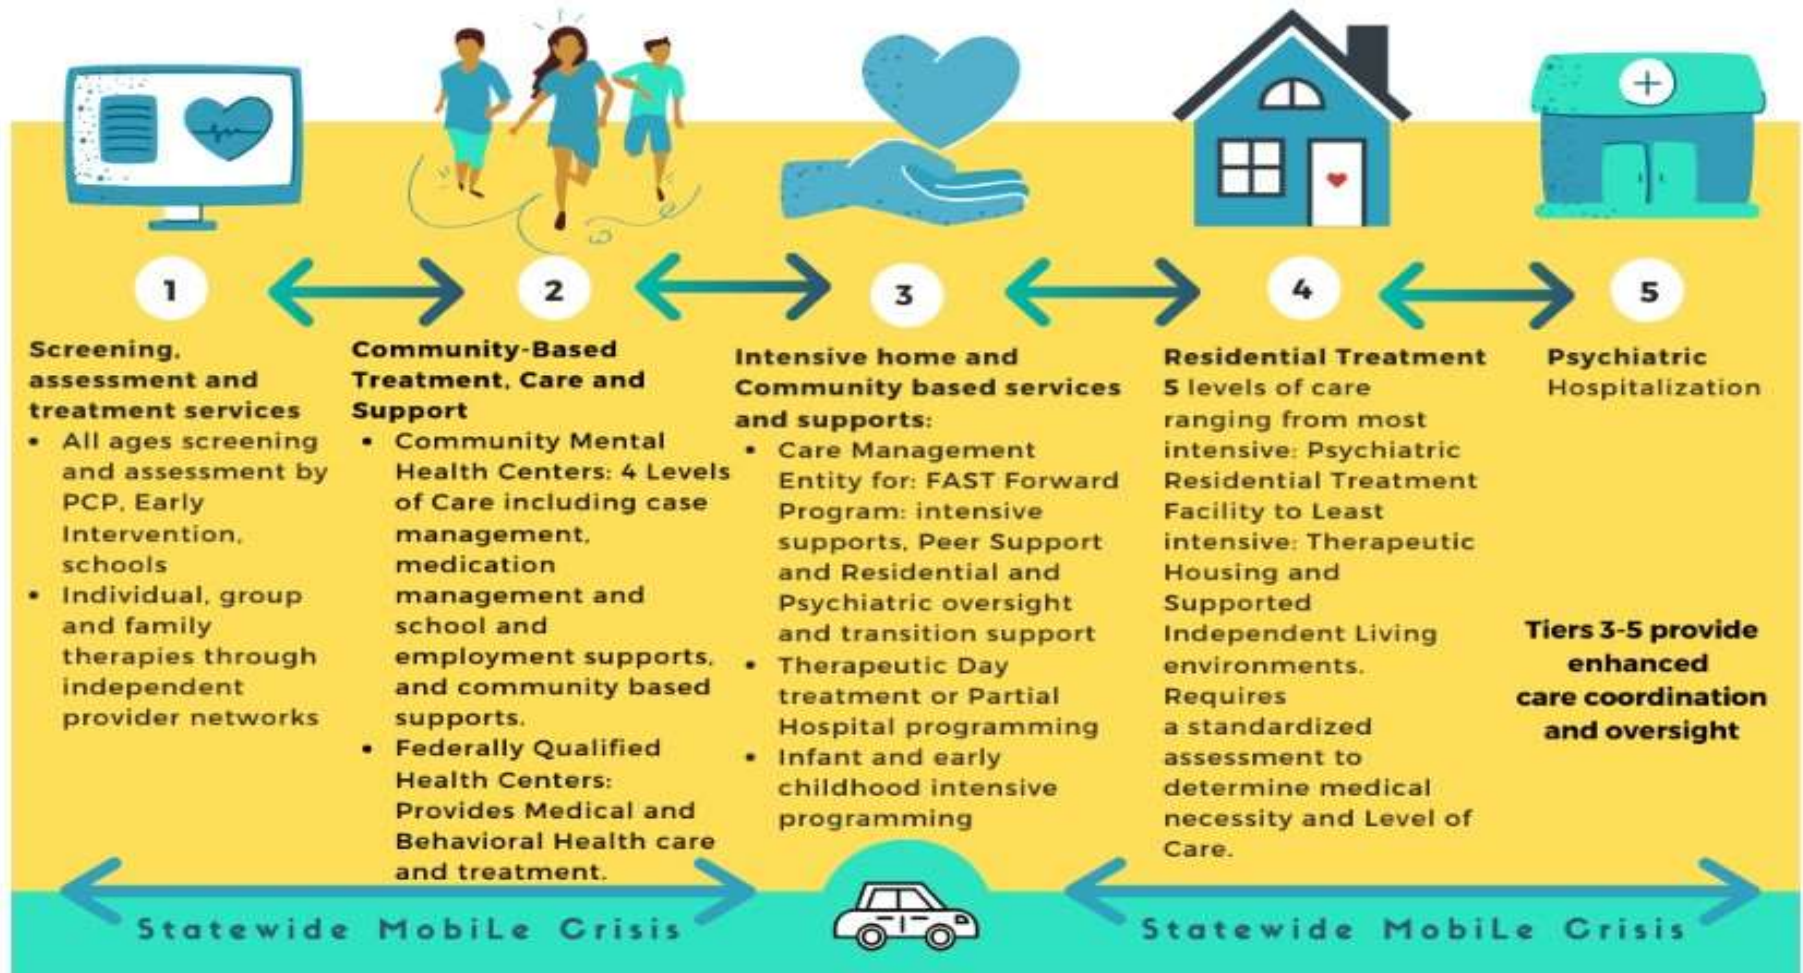 1
Screening,
assessment and
treatment services
• All ages screening
and assessment by
PCP, Early
Intervention,
schools
• Individual, group
and family
therapies through
independent
provider networks
2
Community-Based
Treatment, Care and
Support
• Community Mental
Health Centers: 4 Levels
of Care including case
management,
medication
management and
school and
employment supports,
and community based
supports.
• Federally Qualified
Health Centers:
Provides Medical and
Behavioral Health care
and treatment.
3
Intensive home and
Community based services
and supports:
• Care Management
Entity for: FAST Forward
Program: intensive
supports, Peer Support
and Residential and
Psychiatric oversight
and transition support
• Therapeutic Day
treatment or Partial
Hospital programming
• Infant and early
childhood intensive
programming
4
Residential Treatment
5 levels of care
ranging from most
intensive: Psychiatric
Residential Treatment
Facility to Least
intensive: Therapeutic
Housing and
Supported
Independent Living
environments.
Requires
a standardized
assessment to
determine medical
necessity and Level of
Care.
5
Psychiatric
Hospitalization
Tiers 3-5 provide
enhanced
care coordination
and oversight
Statewide MobiLe Crisis
Statewide MobiLe Crisis